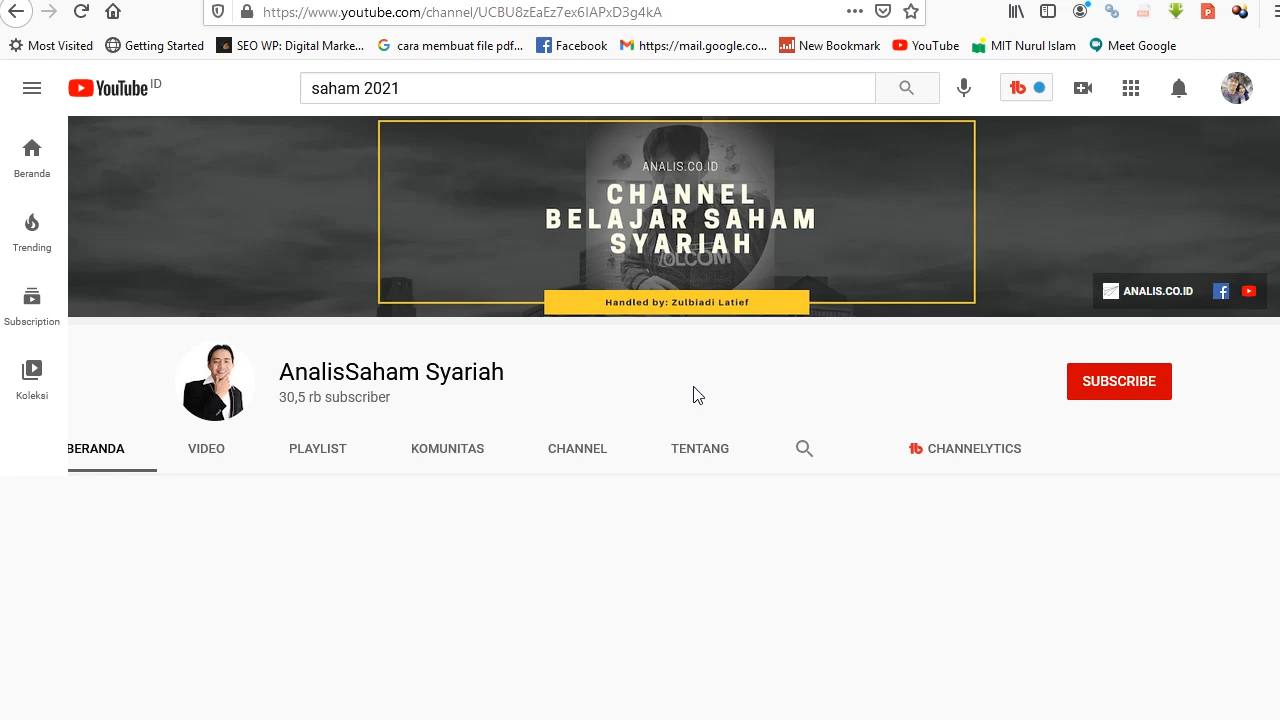 https://www.youtube.com/channel/UCBU8zEaEz7ex6IAPxD3g4kA
Most Visited
Getting Started
SEO WP: Digital Marke...
cara membuat file pdf...
Facebook
https://mail.google.co...
New Bookmark
YouTube
MIT Nurul Islam
Meet Google
YouTube ID
saham 2021
Beranda
Trending
Subscription
Koleksi
ANALIS.CO.ID
CHANNEL
BELAJAR SAHAM
SYARIAH
Handled by: Zulbiadi Latief
ANALIS.CO.ID
AnalisSaham Syariah
30,5 rb subscriber
SUBSCRIBE
BERANDA
VIDEO
PLAYLIST
KOMUNITAS
CHANNEL
TENTANG
CHANNELYTICS